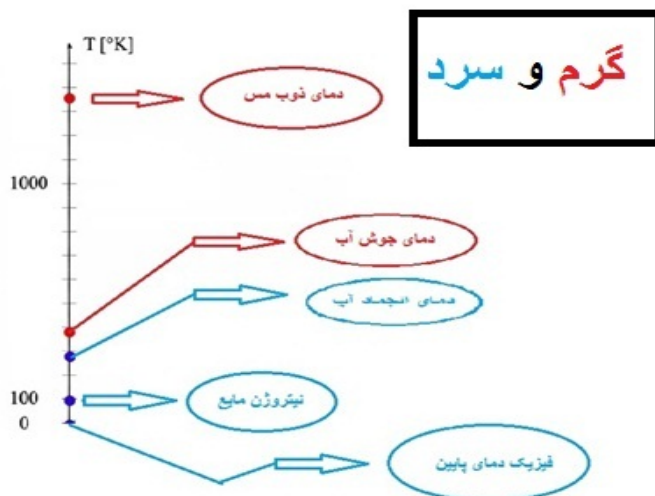 T [°K]
گرم و سرد
دمای ذوب مس
1000
دمای جوش آب
دمای انجماد آب
100
نیتروژن مایع
0
فیزیک دمای پایین